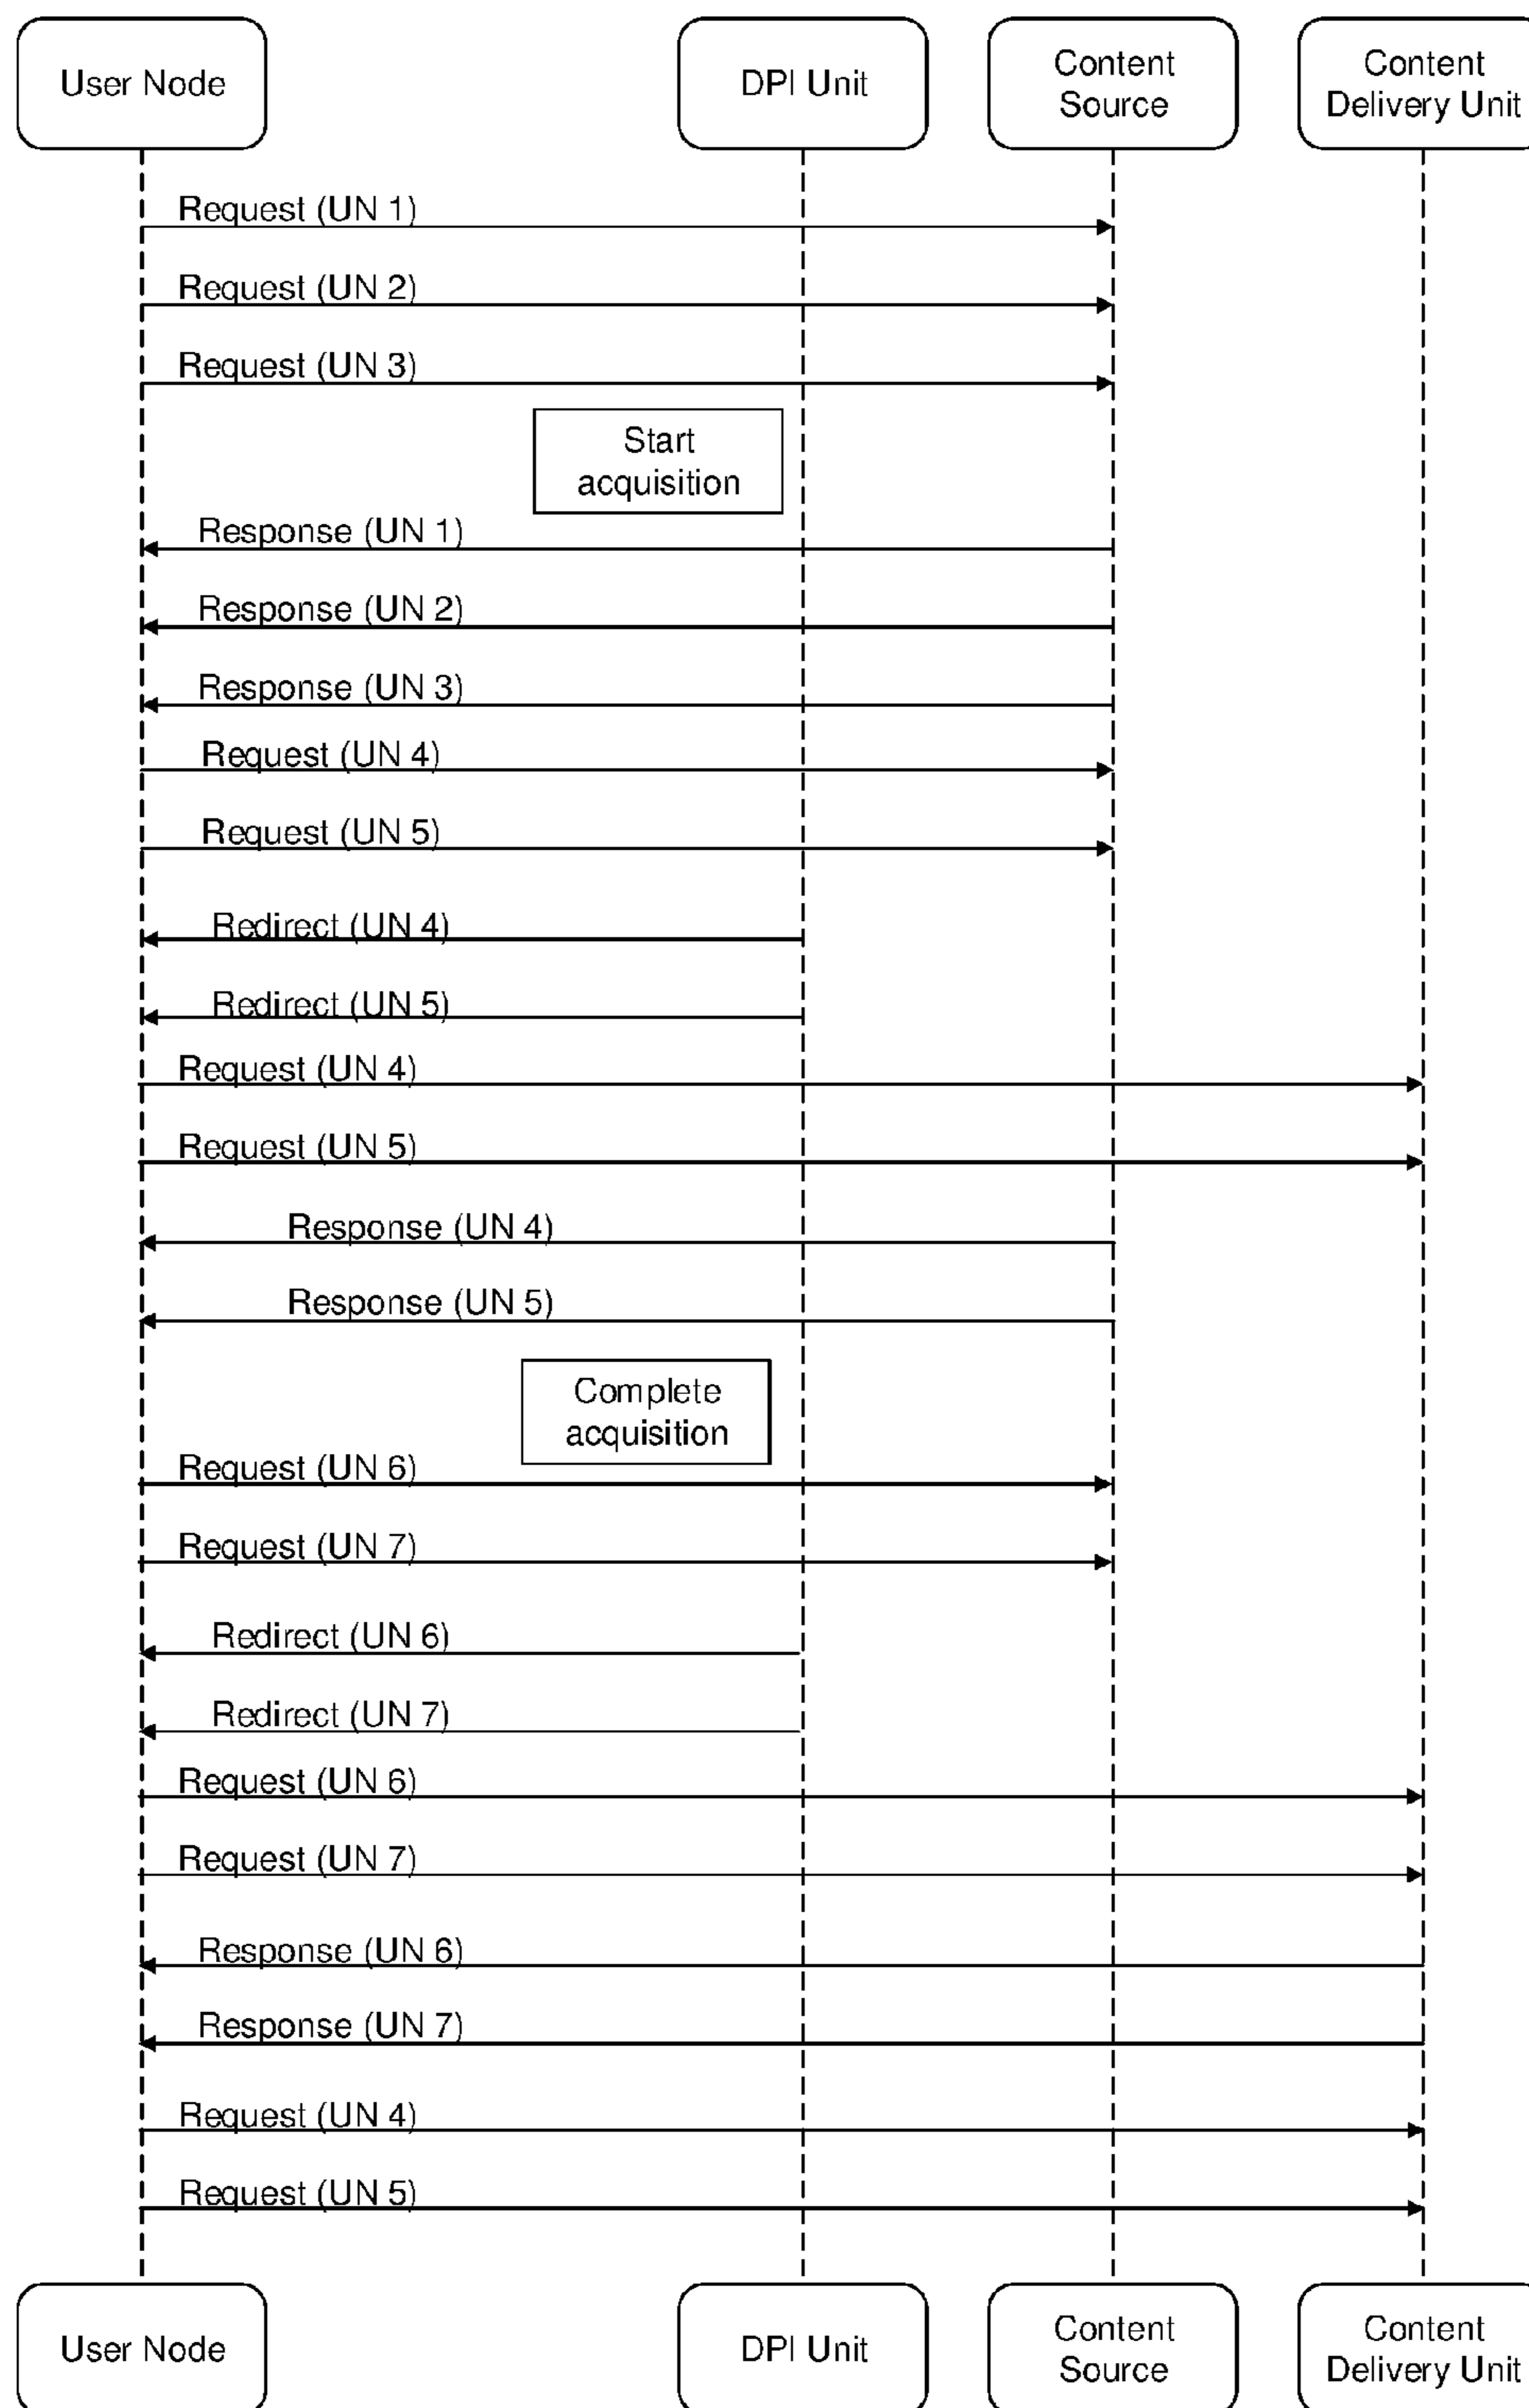 User Node
DPI Unit
Content
Source
Content
Delivery Unit
Request (UN 1)
Request (UN 2)
Request (UN 3)
Start
acquisition
Response (UN 1)
Response (UN 2)
Response (UN 3)
Request (UN 4)
Request (UN 5)
Redirect (UN 4)
Redirect (UN 5)
Request (UN 4)
Request (UN 5)
Response (UN 4)
Response (UN 5)
Complete
acquisition
Request (UN 6)
Request (UN 7)
Redirect (UN 6)
Redirect (UN 7)
Request (UN 6)
Request (UN 7)
Response (UN 6)
Response (UN 7)
Request (UN 4)
Request (UN 5)
User Node
DPI Unit
Content
Source
Content
Delivery Unit